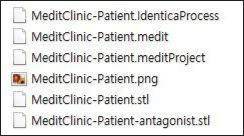 MeditClinic-Patient.IdenticaProcess
MeditClinic-Patient.medit
MeditClinic-Patient.meditProject
MeditClinic-Patient.png
MeditClinic-Patient.stl
MeditClinic-Patient-antagonist.stl